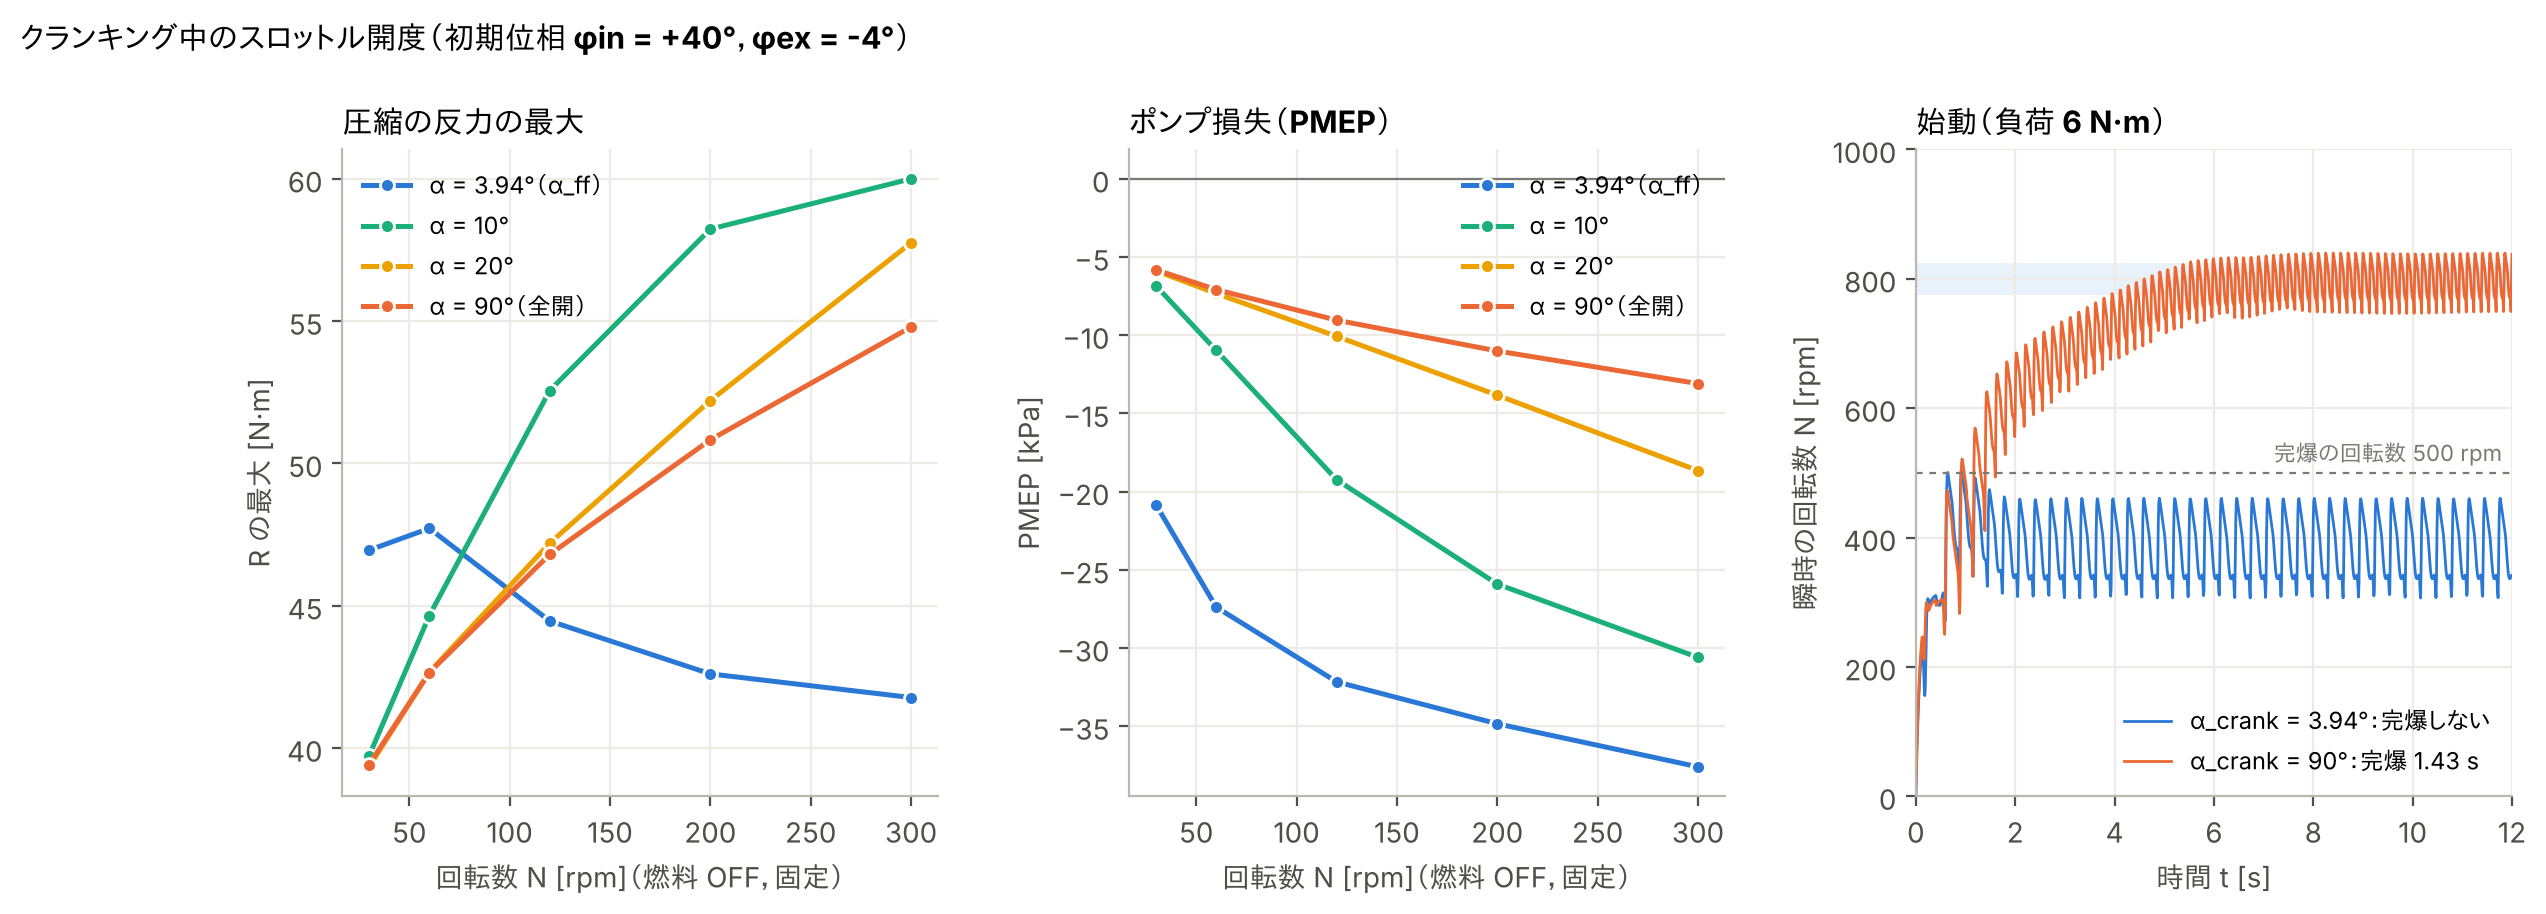 クランキング中のスロットル開度（初期位相 φin = +40°, φex = -4°）
圧縮の反力の最大
R の最大 [N·m]
60
55
50
45
40
α = 3.94°（α_ff）
α = 10°
α = 20°
α = 90°（全開）
50 100 150 200 250 300
回転数 N [rpm]（燃料 OFF, 固定）
ポンプ損失（PMEP）
PMEP [kPa]
0
−5
−10
−15
−20
−25
−30
−35
α = 3.94°（α_ff）
α = 10°
α = 20°
α = 90°（全開）
50 100 150 200 250 300
回転数 N [rpm]（燃料 OFF, 固定）
始動（負荷 6 N·m）
瞬時の回転数 N [rpm]
1000
800
600
400
200
0
完爆の回転数 500 rpm
α_crank = 3.94°: 完爆しない
α_crank = 90°: 完爆 1.43 s
0 2 4 6 8 10 12
時間 t [s]